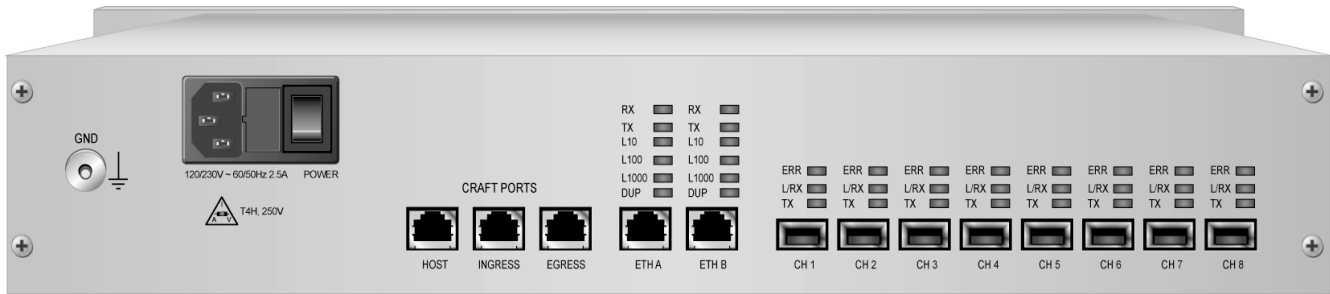 GND
120/230V ~ 60/50Hz 2.5A POWER
T4H, 250V
I
A V
CRAFT PORTS
HOST INGRESS EGRESS
RX RX
TX TX
L10 L10
L100 L100
L1000 L1000
DUP DUP
ETH A ETH B
ERR ERR ERR ERR ERR ERR ERR ERR
L/RX L/RX L/RX L/RX L/RX L/RX L/RX L/RX
TX TX TX TX TX TX TX TX
CH 1 CH 2 CH 3 CH 4 CH 5 CH 6 CH 7 CH 8